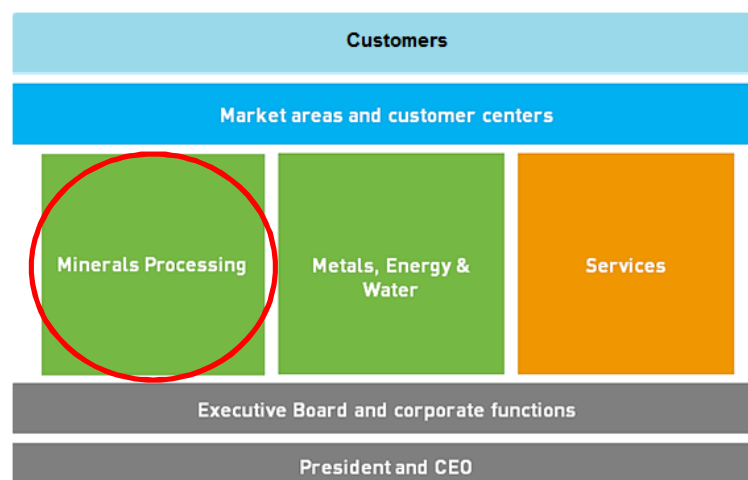 Customers
Market areas and customer centers
Minerals Processing
Metals, Energy &
Water
Services
Executive Board and corporate functions
President and CEO